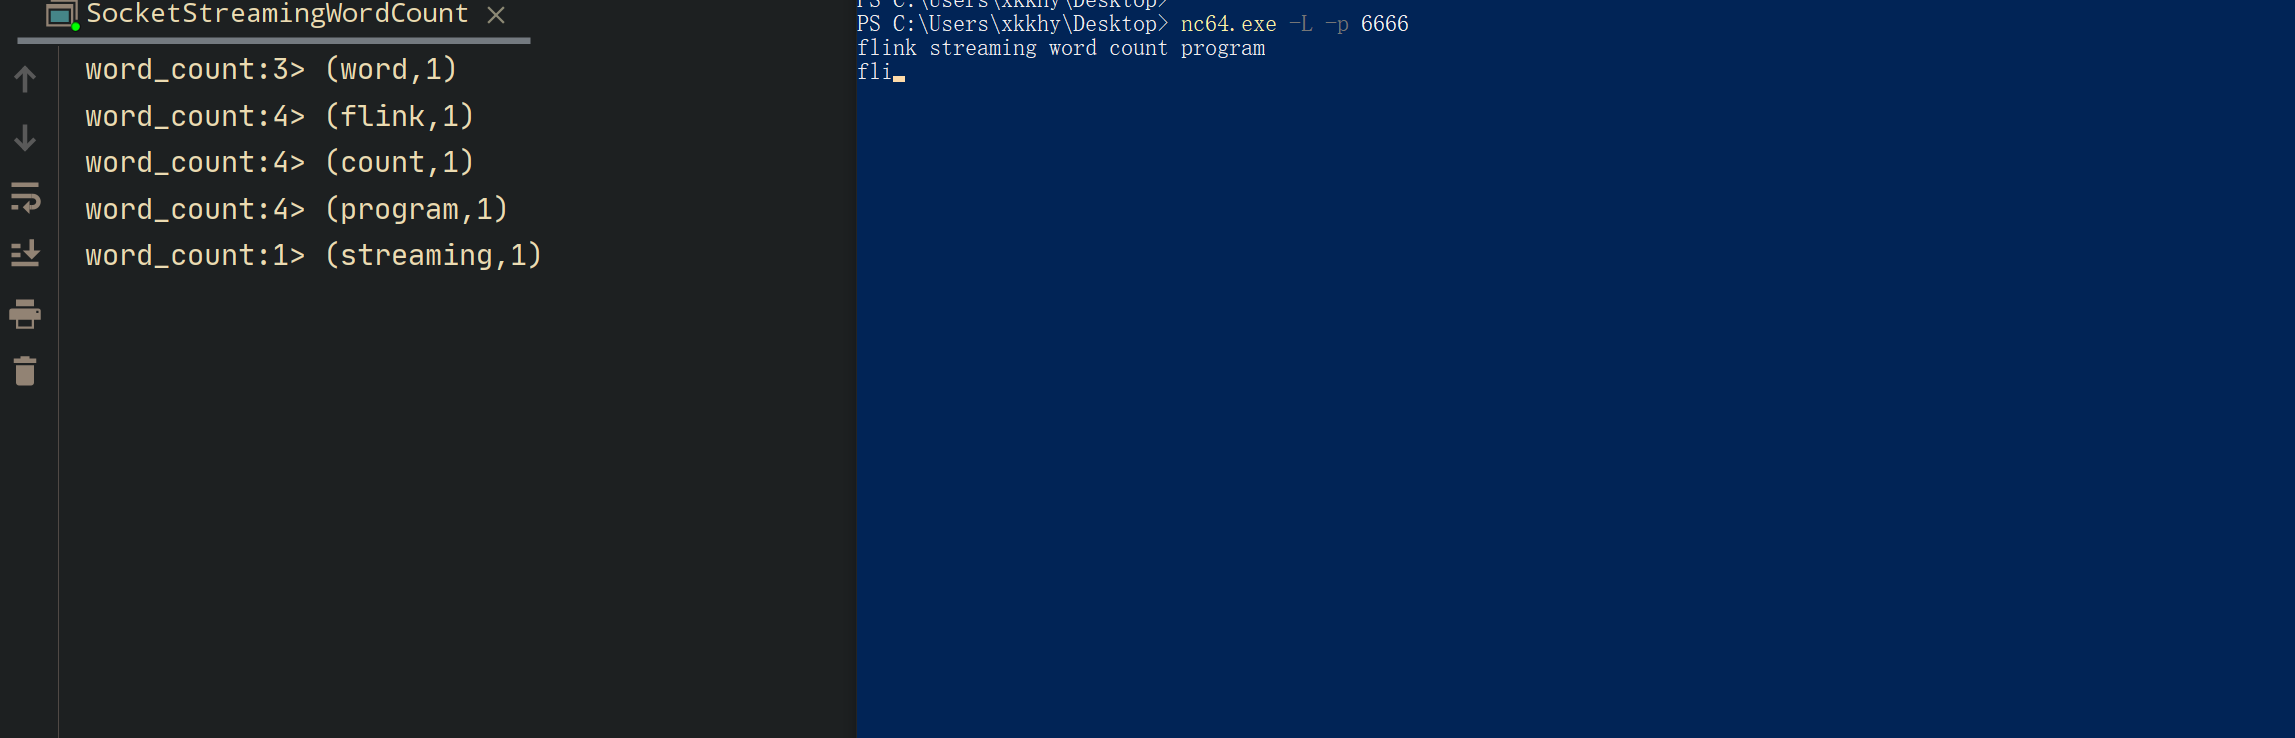 SocketStreamingWordCount
word_count:3> (word,1)
word_count:4> (flink,1)
word_count:4> (count,1)
word_count:4> (program,1)
word_count:1> (streaming,1)
PS C:\Users\xkkhy\Desktop>
PS C:\Users\xkkhy\Desktop> nc64.exe -L -p 6666
flink streaming word count program
fli